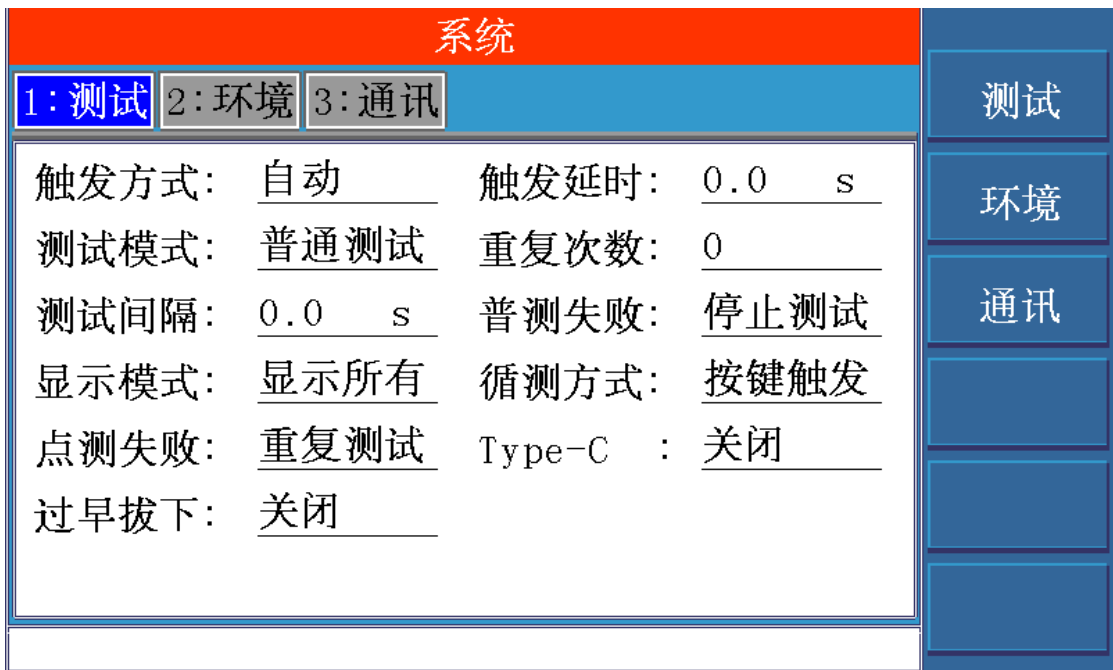 系统
1:测试 2:环境 3:通讯
触发方式: 自动 触发延时: 0.0 s
测试模式: 普通测试 重复次数: 0
测试间隔: 0.0 s 普测失败: 停止测试
显示模式: 显示所有 循测方式: 按键触发
点测失败: 重复测试 Type-C : 关闭
过早拔下: 关闭
测试
环境
通讯